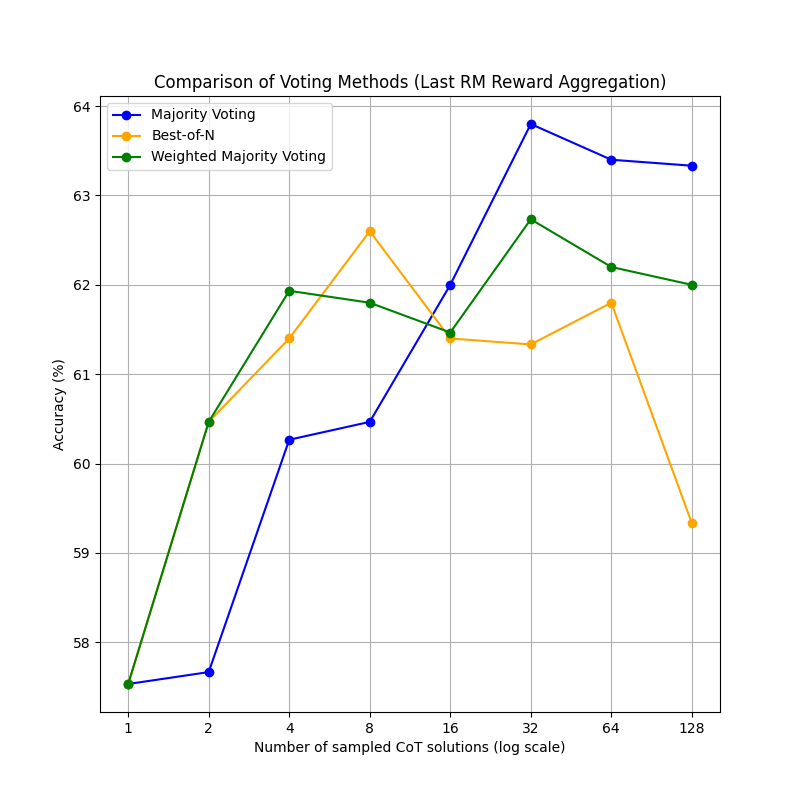 Comparison of Voting Methods (Last RM Reward Aggregation)
Majority Voting
Best-of-N
Weighted Majority Voting
64
63
62
61
60
59
58
Accuracy (%)
1 2 4 8 16 32 64 128
Number of sampled CoT solutions (log scale)